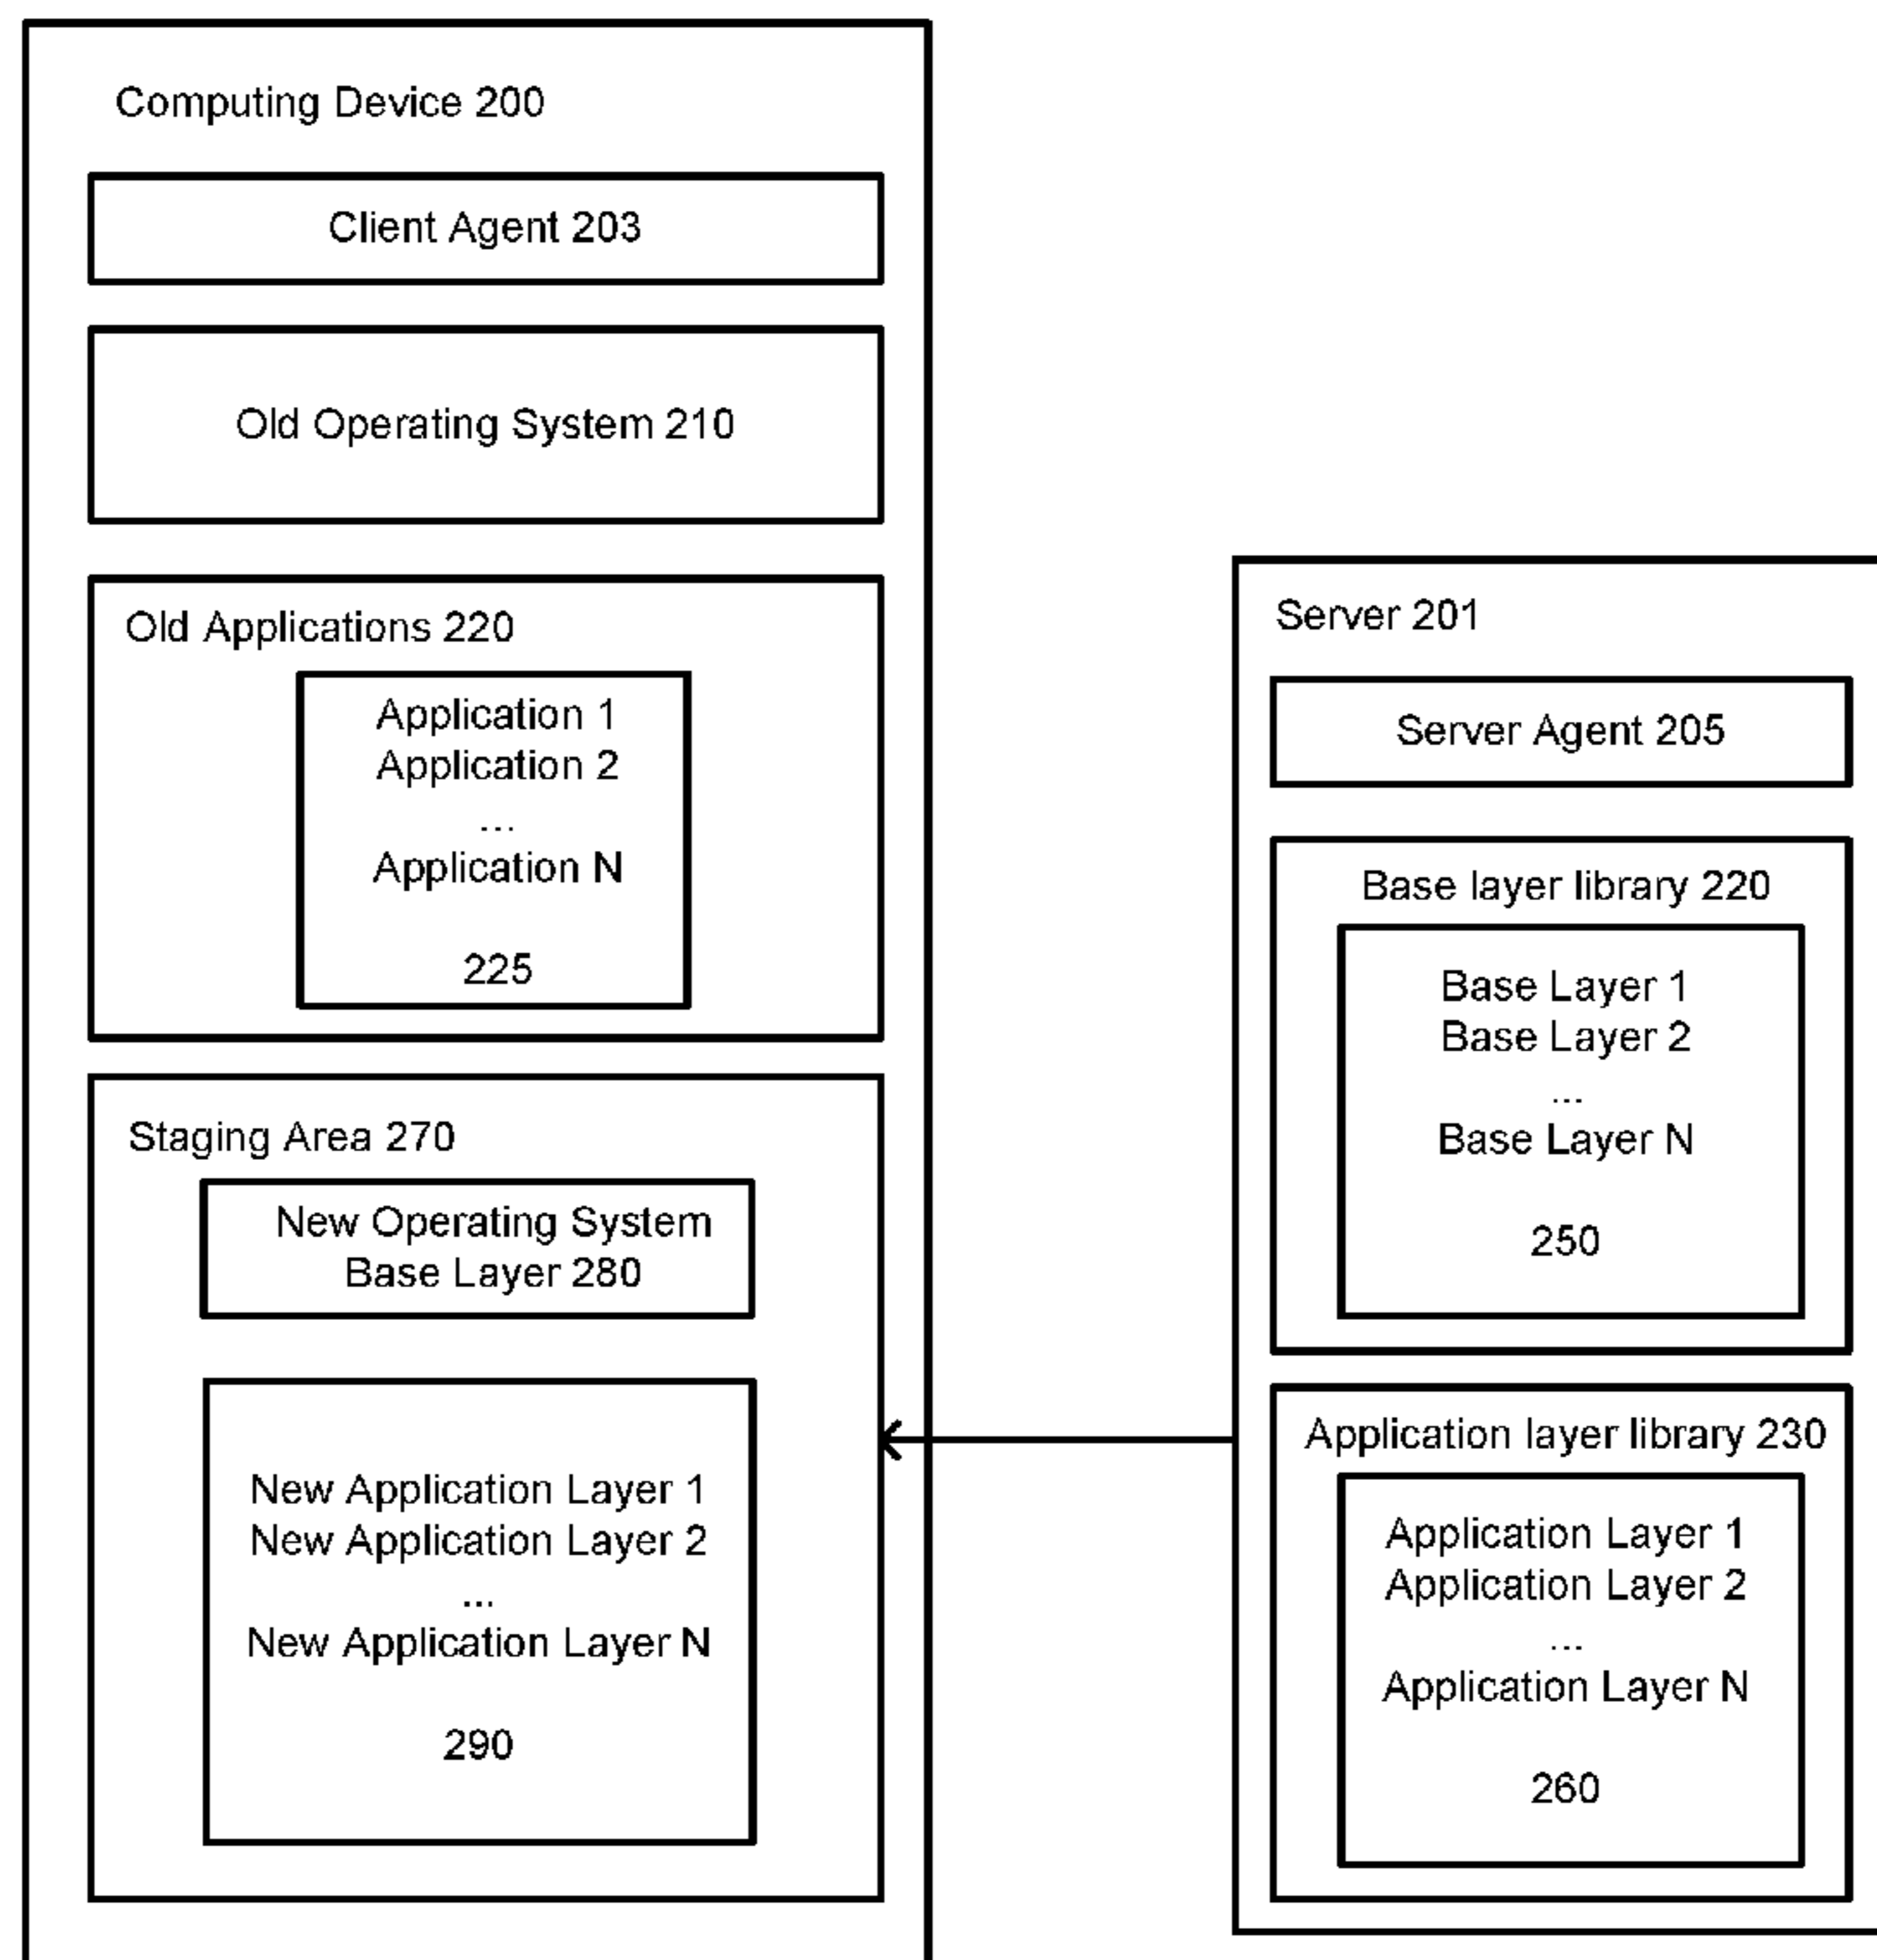 Computing Device 200
Client Agent 203
Old Operating System 210
Old Applications 220
Application 1
Application 2
...
Application N
225
Staging Area 270
New Operating System
Base Layer 280
New Application Layer 1
New Application Layer 2
...
New Application Layer N
290
Server 201
Server Agent 205
Base layer library 220
Base Layer 1
Base Layer 2
...
Base Layer N
250
Application layer library 230
Application Layer 1
Application Layer 2
...
Application Layer N
260